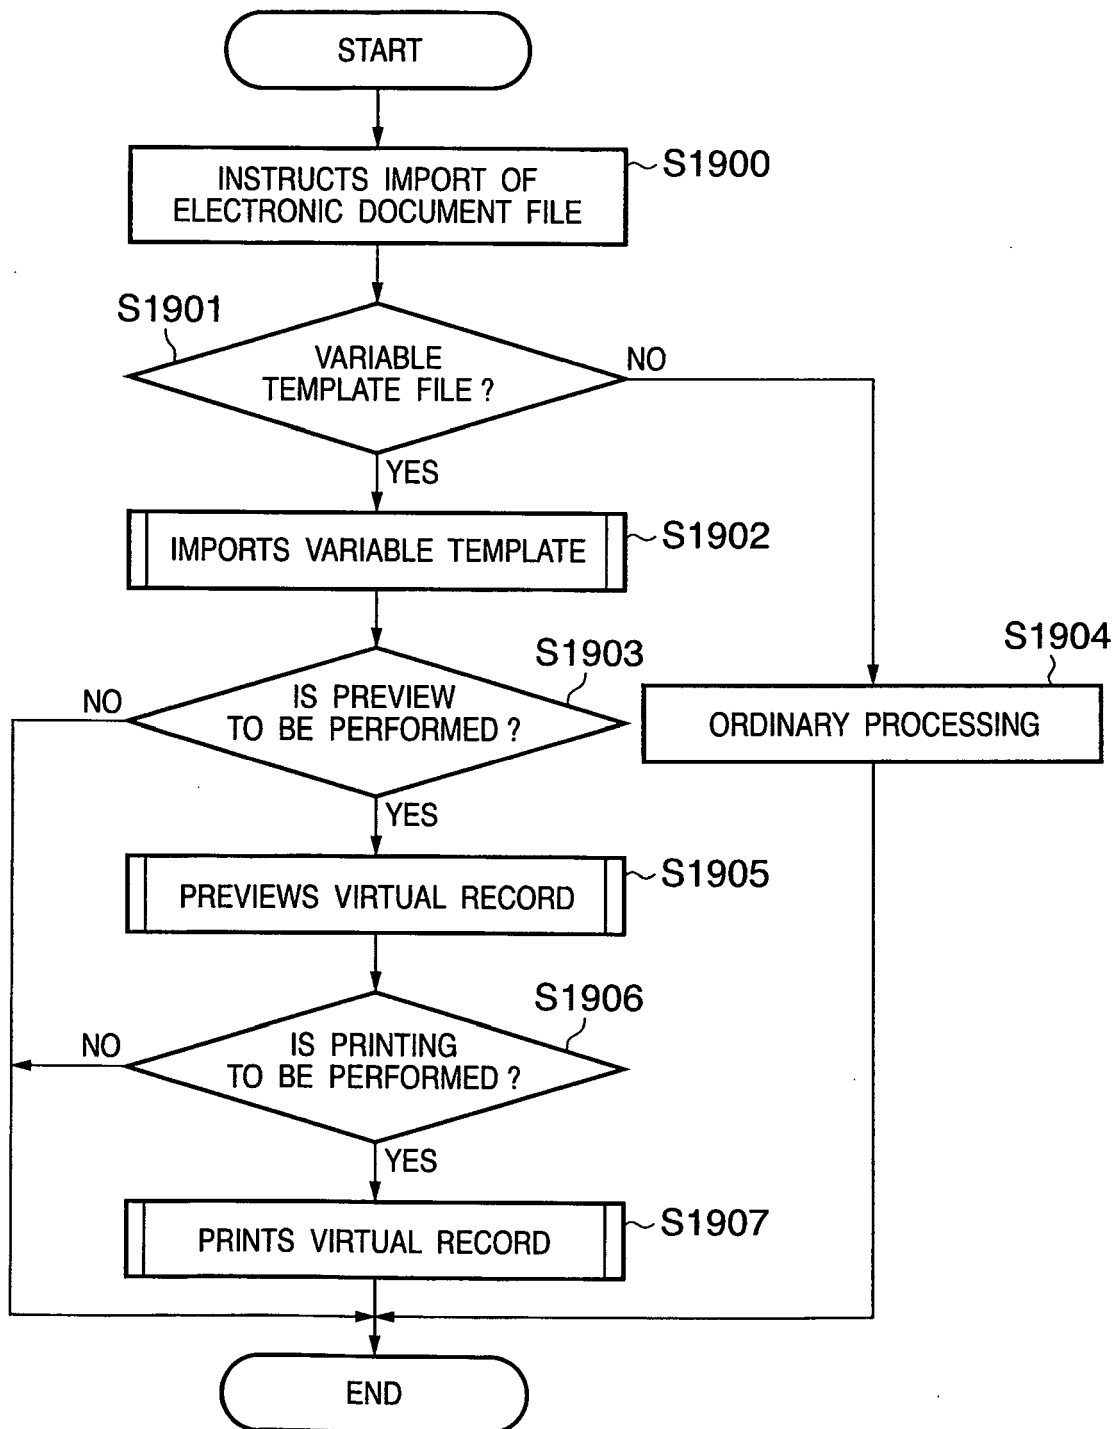 START
INSTRUCTS IMPORT OF
ELECTRONIC DOCUMENT FILE
S1900
S1901
VARIABLE
TEMPLATE FILE ?
NO
YES
IMPORTS VARIABLE TEMPLATE
S1902
S1903
IS PREVIEW
TO BE PERFORMED ?
NO
YES
S1904
ORDINARY PROCESSING
PREVIEWS VIRTUAL RECORD
S1905
S1906
IS PRINTING
TO BE PERFORMED ?
NO
YES
PRINTS VIRTUAL RECORD
S1907
END